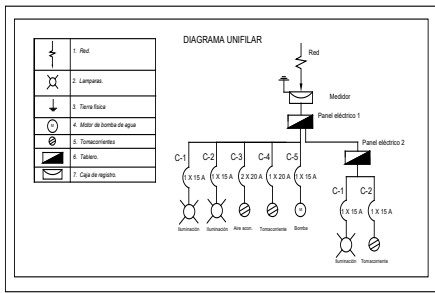 DIAGRAMA UNIFILAR
1. Red.
2. Lamparas.
3. Tierra física
4. Motor de bomba de agua
5. Tomacorrientes
6. Tablero.
7. Caja de registro.
Red
Medidor
Panel eléctrico 1
Panel eléctrico 2
C-1 C-2 C-3 C-4 C-5
1 X 15 A 1 X 15 A 2 X 20 A 1 X 20 A 1 X 15 A
M
Iluminación Iluminación Aire acon. Tomacorriente Bomba
C-1 C-2
1 X 15 A 1 X 15 A
Iluminación Tomacorriente
M